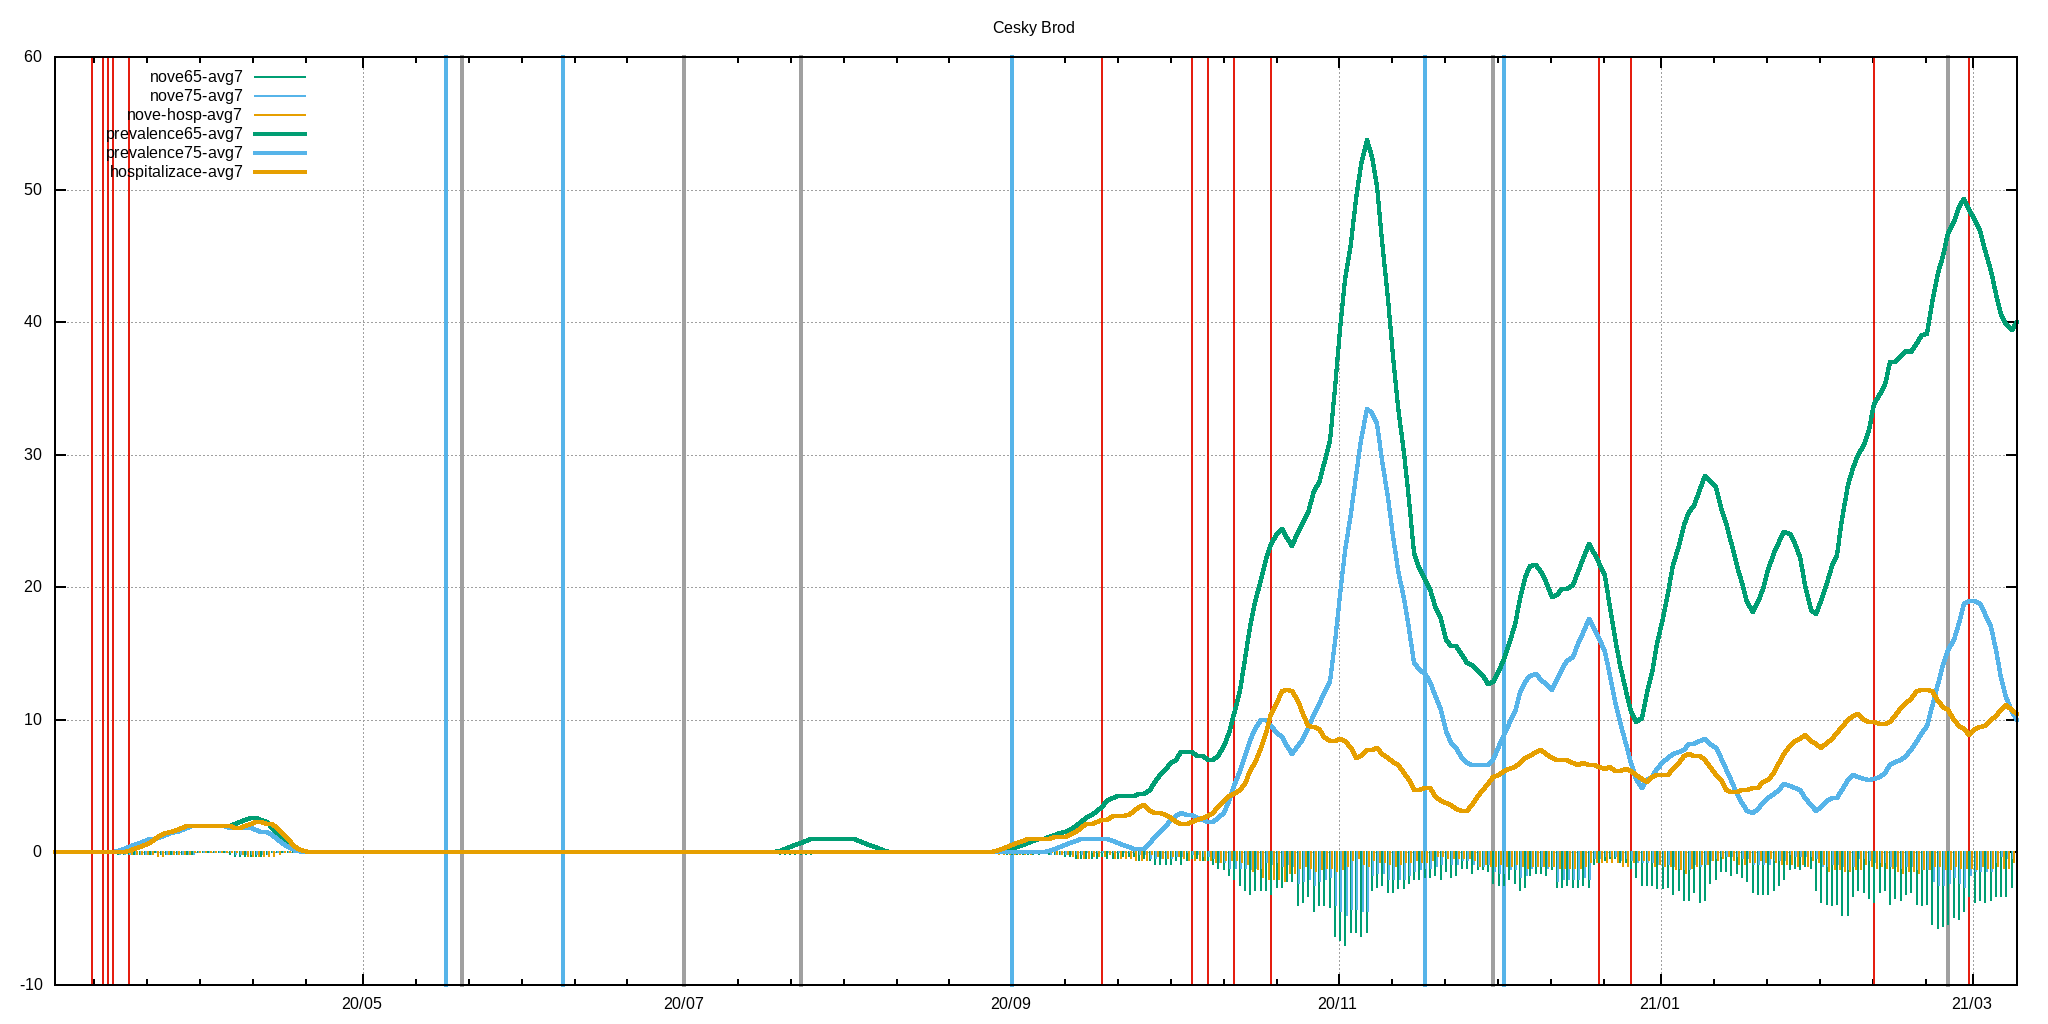 Cesky Brod
60
50
40
30
20
10
0
-10
nove65-avg7
nove75-avg7
nove-hosp-avg7
prevalence65-avg7
prevalence75-avg7
hospitalizace-avg7
20/05 20/07 20/09 20/11 21/01 21/03